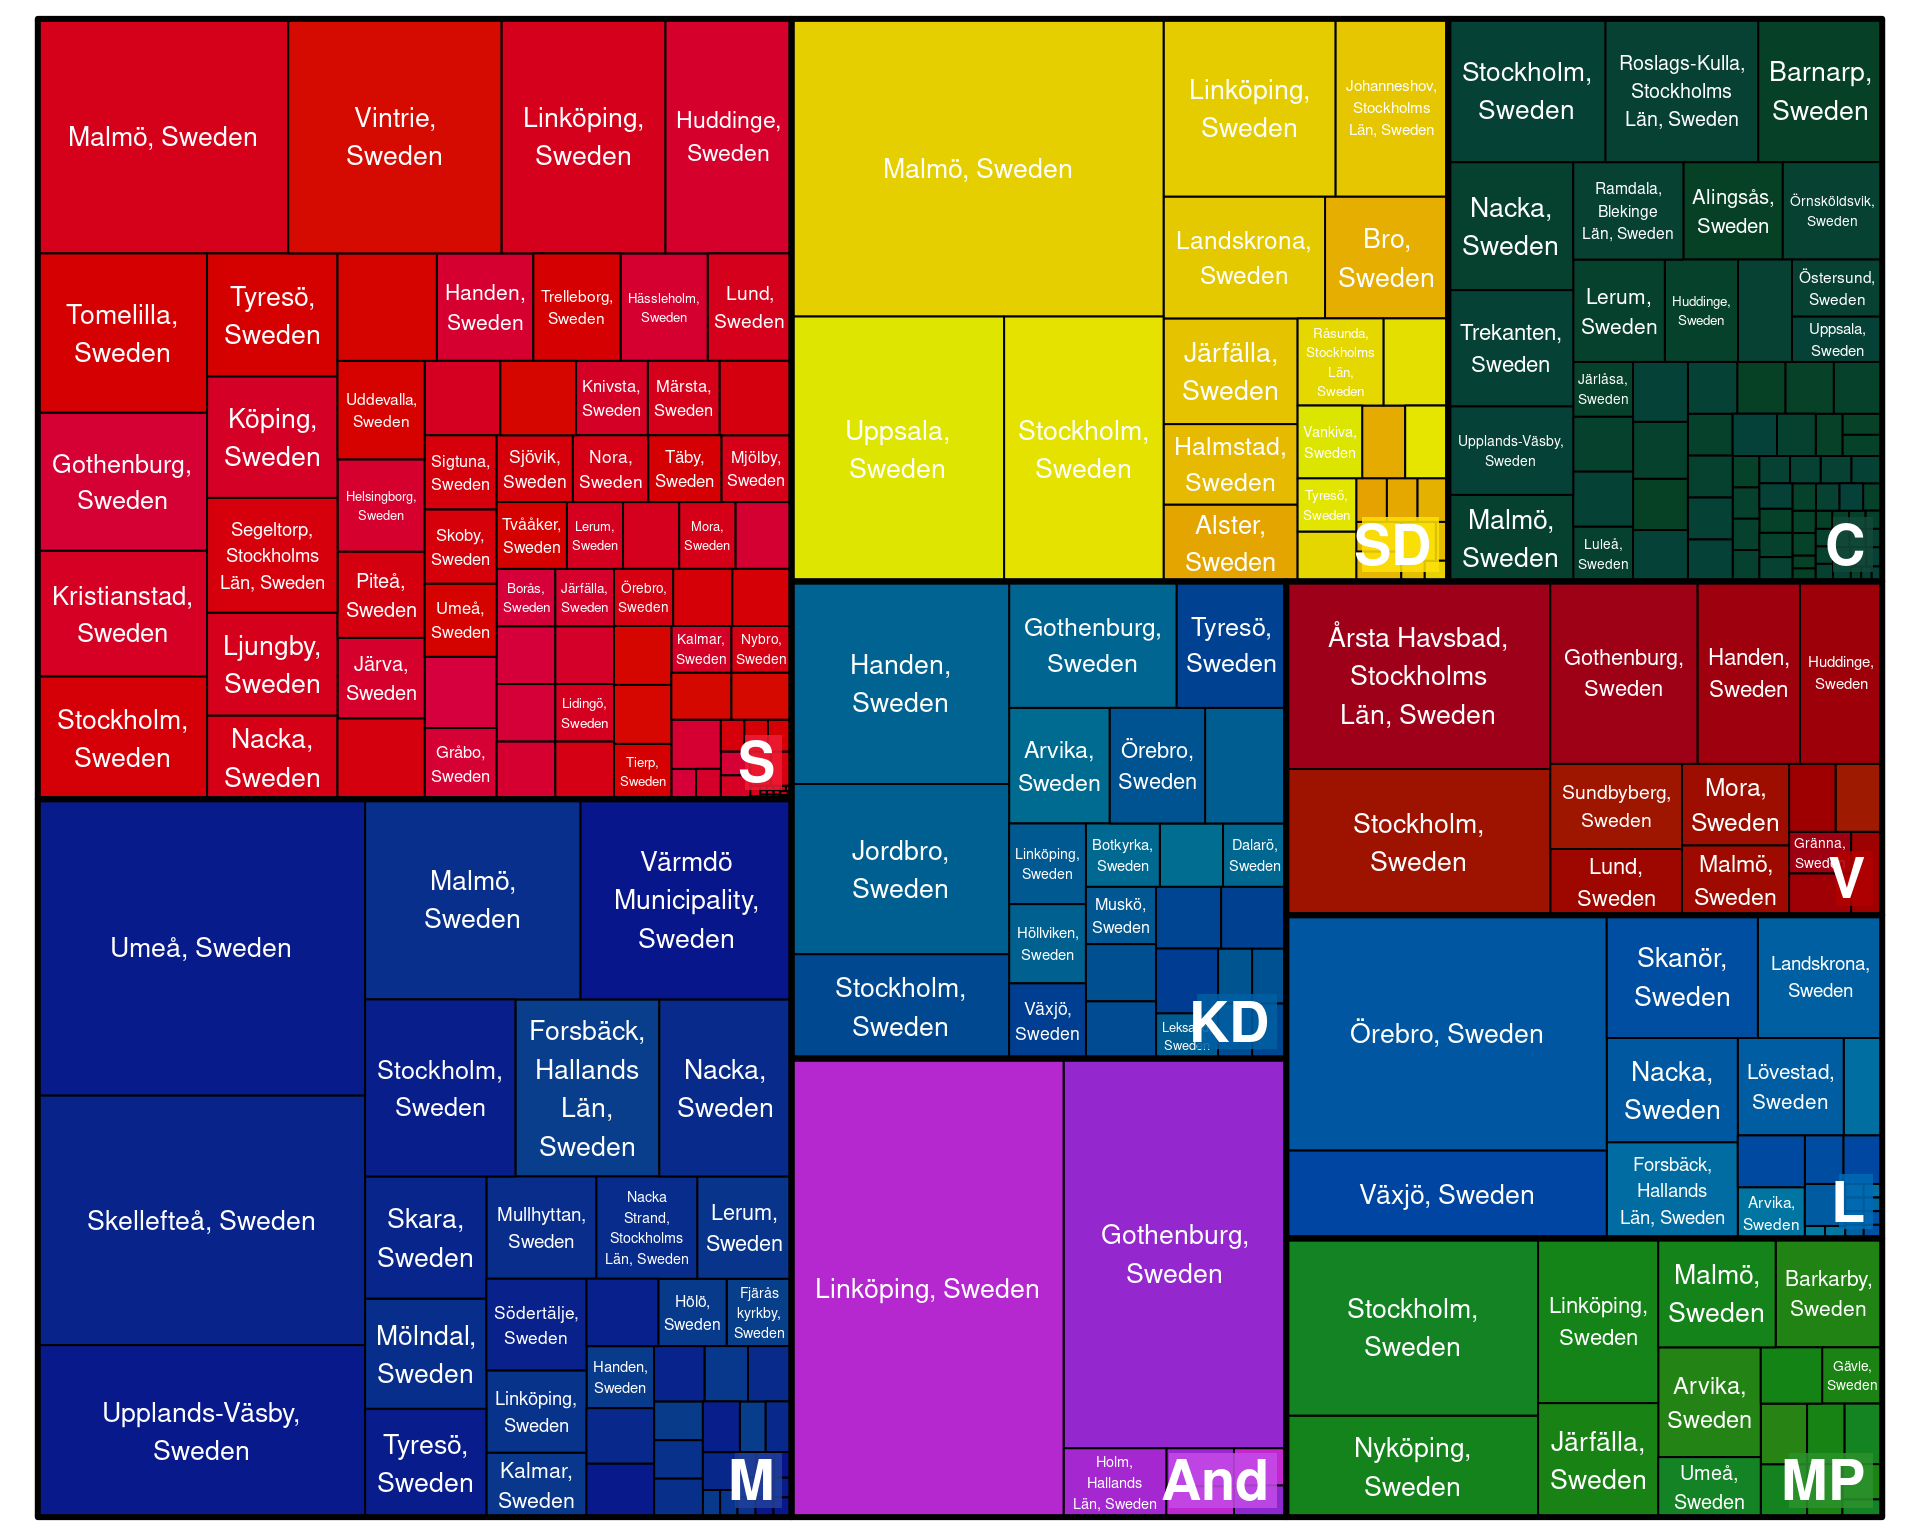 Malmö, Sweden
Vintrie,
Sweden
Linköping,
Sweden
Huddinge,
Sweden
Tomelilla,
Sweden
Gothenburg,
Sweden
Kristianstad,
Sweden
Stockholm,
Sweden
Tyresö,
Sweden
Köping,
Sweden
Segeltorp,
Stockholms
Län, Sweden
Ljungby,
Sweden
Nacka,
Sweden
Handen,
Sweden
Trelleborg,
Sweden
Hässleholm,
Sweden
Lund,
Sweden
Uddevalla,
Sweden
Helsingborg,
Sweden
Piteå,
Sweden
Järva,
Sweden
Knivsta,
Sweden
Märsta,
Sweden
Sigtuna,
Sweden
Skoby,
Sweden
Umeå,
Sweden
Gråbo,
Sweden
Sjövik,
Sweden
Nora,
Sweden
Täby,
Sweden
Mjölby,
Sweden
Tvååker,
Sweden
Lerum,
Sweden
Mora,
Sweden
Borås,
Sweden
Järfälla,
Sweden
Örebro,
Sweden
Kalmar,
Sweden
Nybro,
Sweden
Lidingö,
Sweden
Tierp,
Sweden
S
Umeå, Sweden
Skellefteå, Sweden
Upplands-Väsby,
Sweden
Malmö,
Sweden
Värmdö
Municipality,
Sweden
Stockholm,
Sweden
Forsbäck,
Hallands
Län,
Sweden
Nacka,
Sweden
Skara,
Sweden
Mölndal,
Sweden
Tyresö,
Sweden
Mullhyttan,
Sweden
Nacka
Strand,
Stockholms
Län, Sweden
Lerum,
Sweden
Södertälje,
Sweden
Linköping,
Sweden
Kalmar,
Sweden
Hölö,
Sweden
Fjärås
kyrkby,
Sweden
Handen,
Sweden
M
Malmö, Sweden
Uppsala,
Sweden
Stockholm,
Sweden
Linköping,
Sweden
Johanneshov,
Stockholms
Län, Sweden
Landskrona,
Sweden
Bro,
Sweden
Järfälla,
Sweden
Halmstad,
Sweden
Alster,
Sweden
Råsunda,
Stockholms
Län,
Sweden
Vankiva,
Sweden
Tyresö,
Sweden
SD
Stockholm,
Sweden
Roslags-Kulla,
Stockholms
Län, Sweden
Barnarp,
Sweden
Nacka,
Sweden
Trekanten,
Sweden
Upplands-Väsby,
Sweden
Malmö,
Sweden
Ramdala,
Blekinge
Län, Sweden
Alingsås,
Sweden
Örnsköldsvik,
Sweden
Lerum,
Sweden
Huddinge,
Sweden
Östersund,
Sweden
Uppsala,
Sweden
Järlåsa,
Sweden
Luleå,
Sweden
C
Handen,
Sweden
Jordbro,
Sweden
Stockholm,
Sweden
Gothenburg,
Sweden
Tyresö,
Sweden
Arvika,
Sweden
Örebro,
Sweden
Linköping,
Sweden
Höllviken,
Sweden
Växjö,
Sweden
Botkyrka,
Sweden
Dalarö,
Sweden
Muskö,
Sweden
Sweden
KD
Linköping, Sweden
Gothenburg,
Sweden
Holm,
Hallands
Län, Sweden
And
Årsta Havsbad,
Stockholms
Län, Sweden
Stockholm,
Sweden
Gothenburg,
Sweden
Handen,
Sweden
Huddinge,
Sweden
Sundbyberg,
Sweden
Lund,
Sweden
Mora,
Sweden
Malmö,
Sweden
Gränna,
V
Örebro, Sweden
Växjö, Sweden
Skanör,
Sweden
Landskrona,
Sweden
Nacka,
Sweden
Lövestad,
Sweden
Forsbäck,
Hallands
Län, Sweden
Arvika,
Sweden
L
Stockholm,
Sweden
Nyköping,
Sweden
Linköping,
Sweden
Järfälla,
Sweden
Malmö,
Sweden
Barkarby,
Sweden
Arvika,
Sweden
Gävle,
Sweden
Umeå,
Sweden
MP